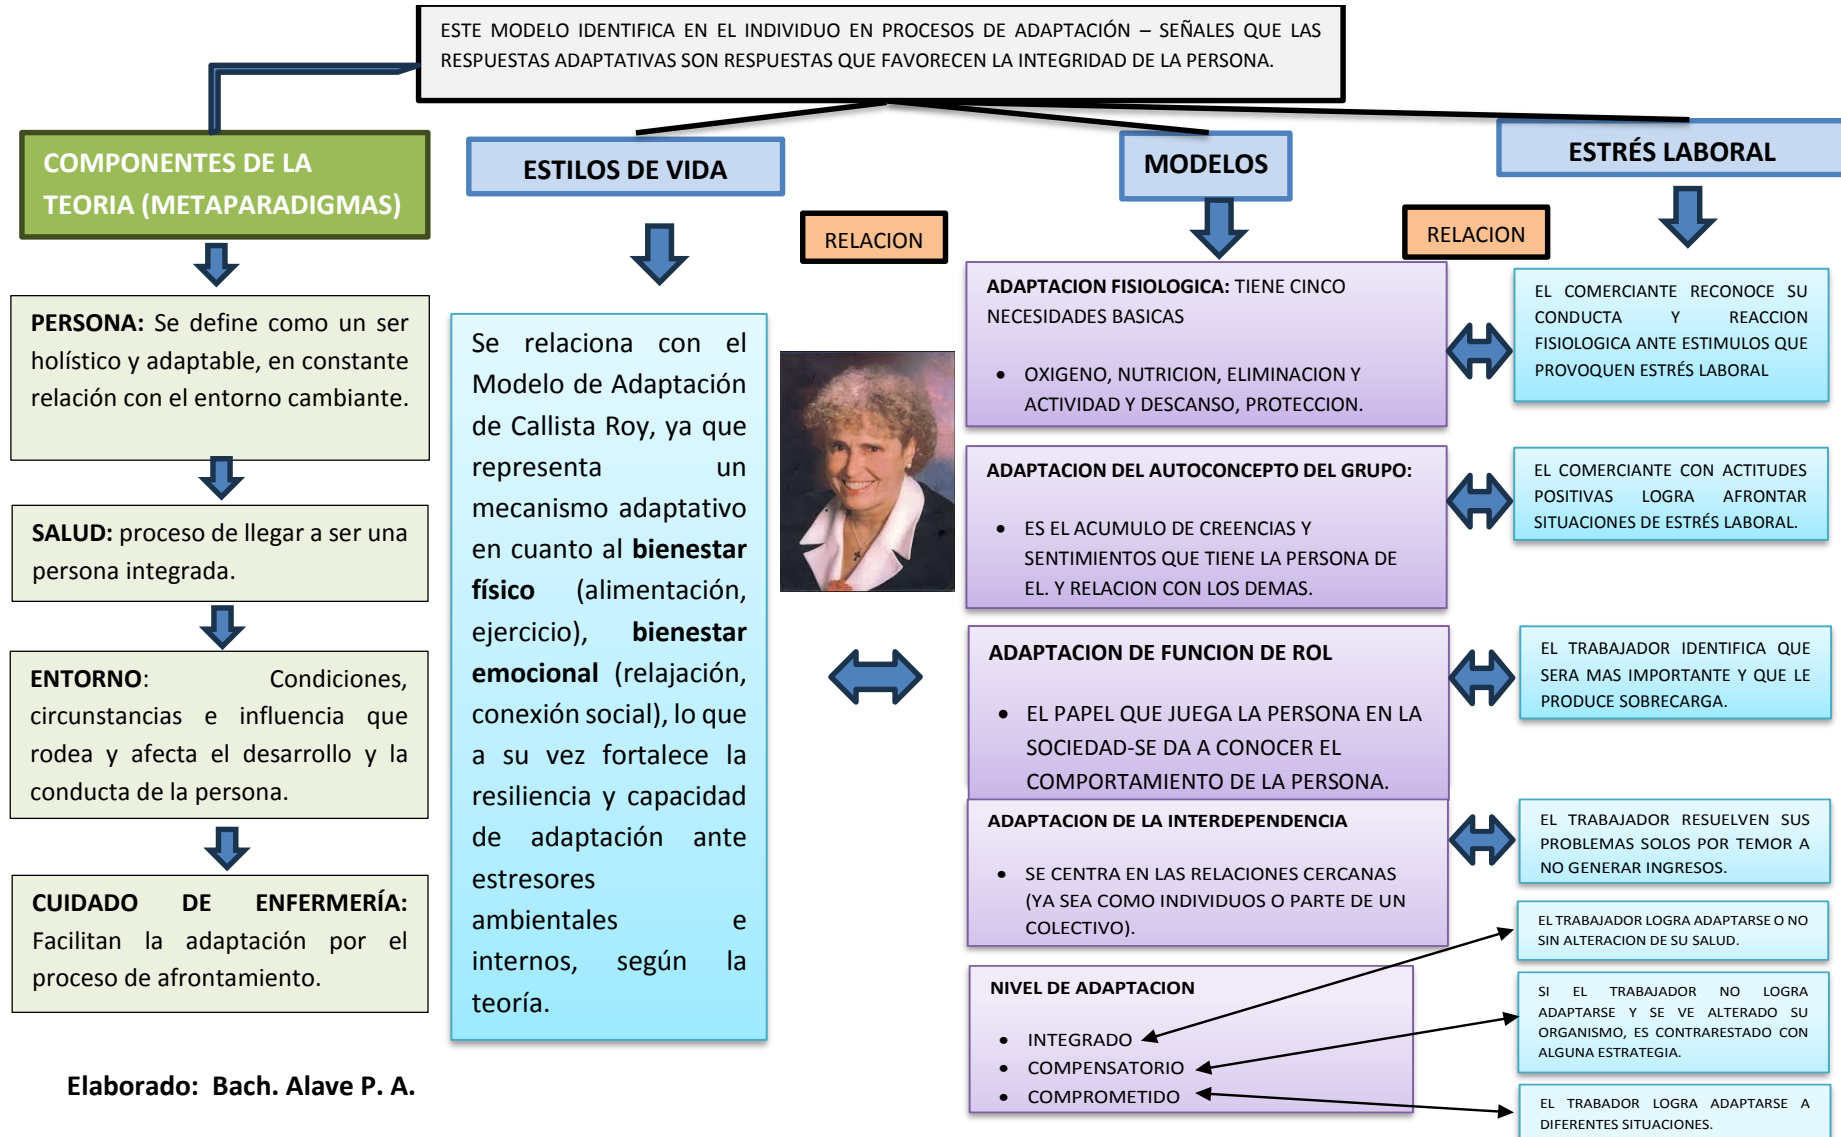 ESTE MODELO IDENTIFICA EN EL INDIVIDUO EN PROCESOS DE ADAPTACIÓN – SEÑALES QUE LAS
RESPUESTAS ADAPTATIVAS SON RESPUESTAS QUE FAVORECEN LA INTEGRIDAD DE LA PERSONA.
COMPONENTES DE LA
TEORIA (METAPARADIGMAS)
PERSONA: Se define como un ser
holístico y adaptable, en constante
relación con el entorno cambiante.
SALUD: proceso de llegar a ser una
persona integrada.
ENTORNO: Condiciones,
circunstancias e influencia que
rodea y afecta el desarrollo y la
conducta de la persona.
CUIDADO DE ENFERMERÍA:
Facilitan la adaptación por el
proceso de afrontamiento.
Elaborado: Bach. Alave P. A.
ESTILOS DE VIDA
Se relaciona con el
Modelo de Adaptación
de Callista Roy, ya que
representa un
mecanismo adaptativo
en cuanto al bienestar
físico (alimentación,
ejercicio), bienestar
emocional (relajación,
conexión social), lo que
a su vez fortalece la
resiliencia y capacidad
de adaptación ante
estresores
ambientales e
internos, según la
teoría.
RELACION
MODELOS
ADAPTACION FISIOLOGICA: TIENE CINCO
NECESIDADES BASICAS
• OXIGENO, NUTRICION, ELIMINACION Y
ACTIVIDAD Y DESCANSO, PROTECCION.
ADAPTACION DEL AUTOCONCEPTO DEL GRUPO:
• ES EL ACUMULO DE CREENCIAS Y
SENTIMIENTOS QUE TIENE LA PERSONA DE
EL. Y RELACION CON LOS DEMAS.
ADAPTACION DE FUNCION DE ROL
• EL PAPEL QUE JUEGA LA PERSONA EN LA
SOCIEDAD-SE DA A CONOCER EL
COMPORTAMIENTO DE LA PERSONA.
ADAPTACION DE LA INTERDEPENDENCIA
• SE CENTRA EN LAS RELACIONES CERCANAS
(YA SEA COMO INDIVIDUOS O PARTE DE UN
COLECTIVO).
NIVEL DE ADAPTACION
• INTEGRADO
• COMPENSATORIO
• COMPROMETIDO
RELACION
ESTRÉS LABORAL
EL COMERCIANTE RECONOCE SU
CONDUCTA Y REACCION
FISIOLOGICA ANTE ESTIMULOS QUE
PROVOQUEN ESTRÉS LABORAL
EL COMERCIANTE CON ACTITUDES
POSITIVAS LOGRA AFRONTAR
SITUACIONES DE ESTRÉS LABORAL.
EL TRABAJADOR IDENTIFICA QUE
SERA MAS IMPORTANTE Y QUE LE
PRODUCE SOBRECARGA.
EL TRABAJADOR RESUELVEN SUS
PROBLEMAS SOLOS POR TEMOR A
NO GENERAR INGRESOS.
EL TRABAJADOR LOGRA ADAPTARSE O NO
SIN ALTERACION DE SU SALUD.
SI EL TRABAJADOR NO LOGRA
ADAPTARSE Y SE VE ALTERADO SU
ORGANISMO, ES CONTRARESTADO CON
ALGUNA ESTRATEGIA.
EL TRABADOR LOGRA ADAPTARSE A
DIFERENTES SITUACIONES.